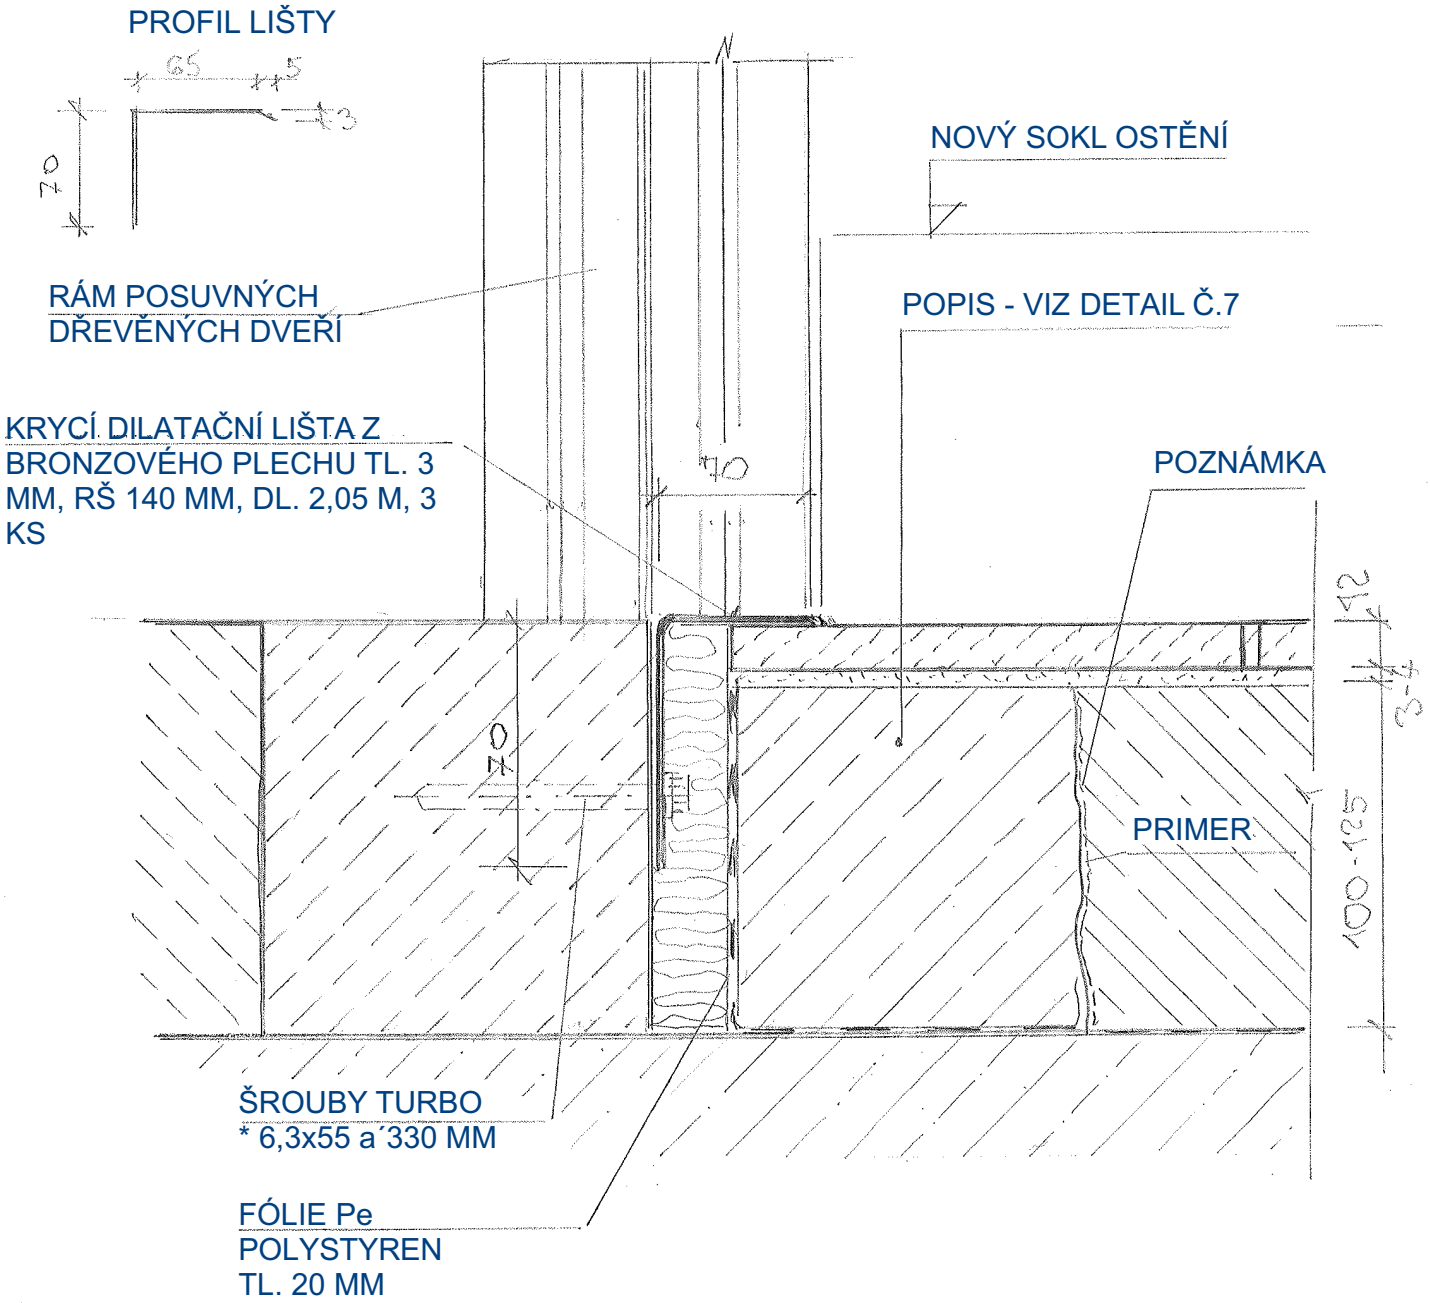 PROFIL LIŠTY
65
5
3
70
NOVÝ SOKL OSTĚNÍ
RÁM POSUVNÝCH
DŘEVĚNÝCH DVEŘÍ
POPIS - VIZ DETAIL Č.7
KRYCÍ DILATAČNÍ LIŠTA Z
BRONZOVÉHO PLECHU TL. 3
MM, RŠ 140 MM, DL. 2,05 M, 3
KS
70
POZNÁMKA
12
3-4
70
PRIMER
100-125
ŠROUBY TURBO
* 6,3x55 a´330 MM
FÓLIE Pe
POLYSTYREN
TL. 20 MM